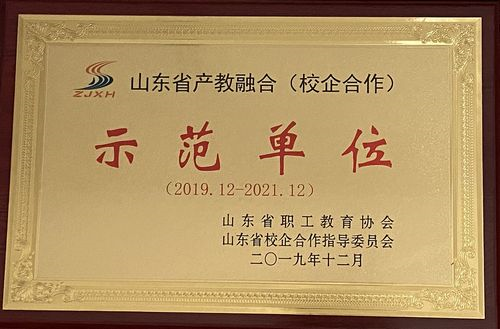 ZJXH
山东省产教融合（校企合作）
示范单位
（2019.12-2021.12）
山东省职工教育协会
山东省校企合作指导委员会
二〇一九年十二月